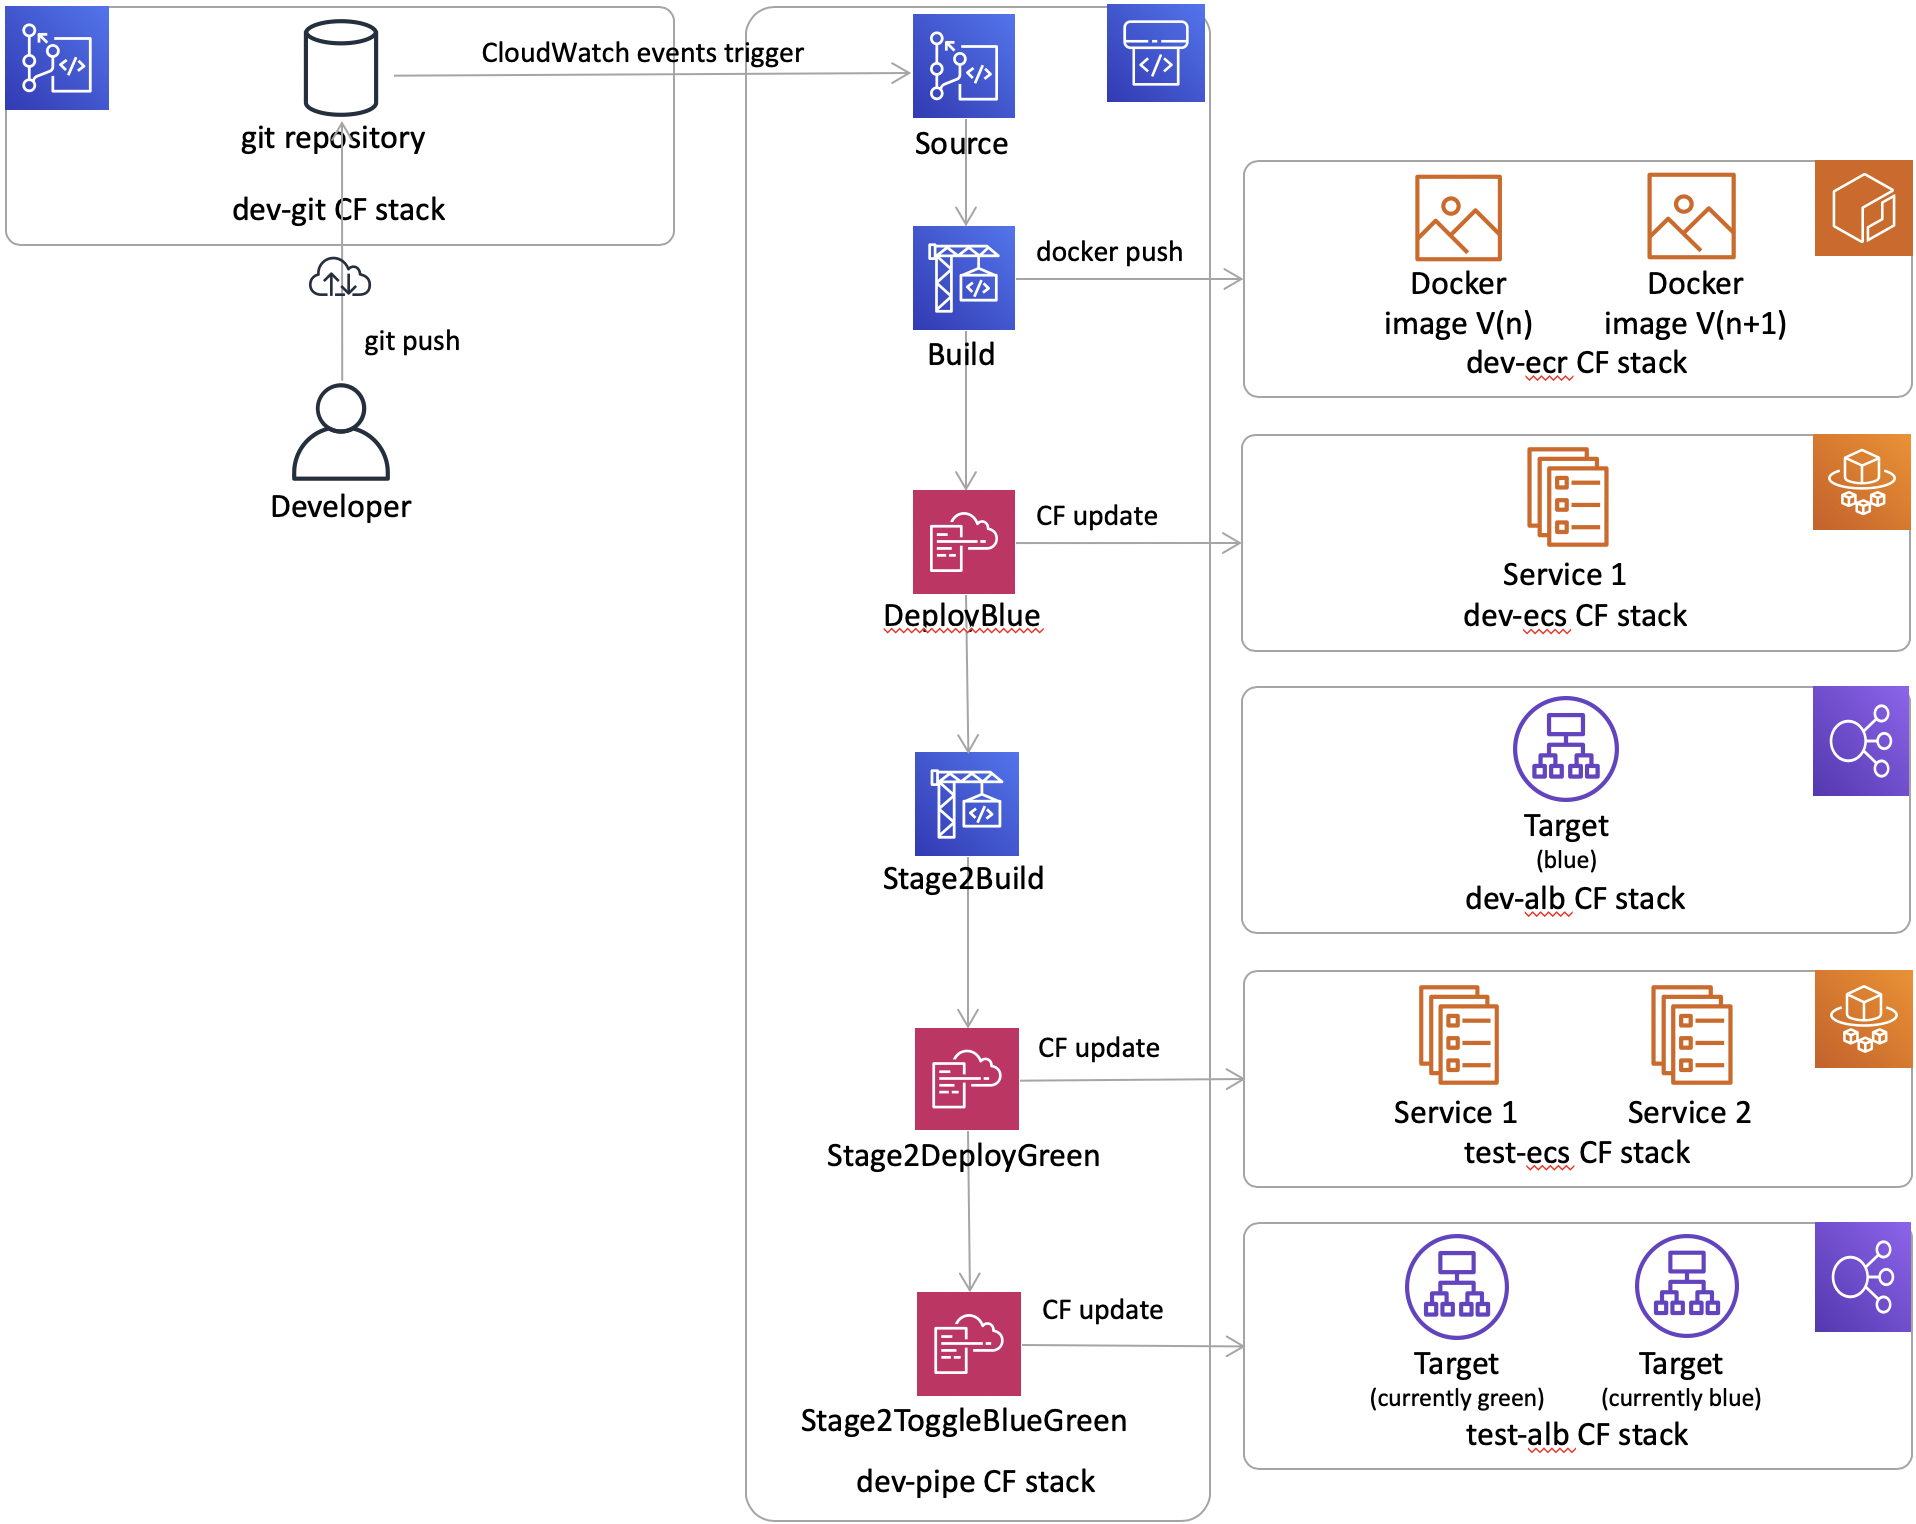 CloudWatch events trigger
git repository
dev-git CF stack
git push
Developer
Source
Build
docker push
Docker
image V(n)
Docker
image V(n+1)
dev-ecr CF stack
DeployBlue
CF update
Service 1
dev-ecs CF stack
Target
(blue)
dev-alb CF stack
Stage2Build
Stage2DeployGreen
CF update
Service 1
Service 2
test-ecs CF stack
Stage2ToggleBlueGreen
CF update
Target
(currently green)
Target
(currently blue)
test-alb CF stack
dev-pipe CF stack